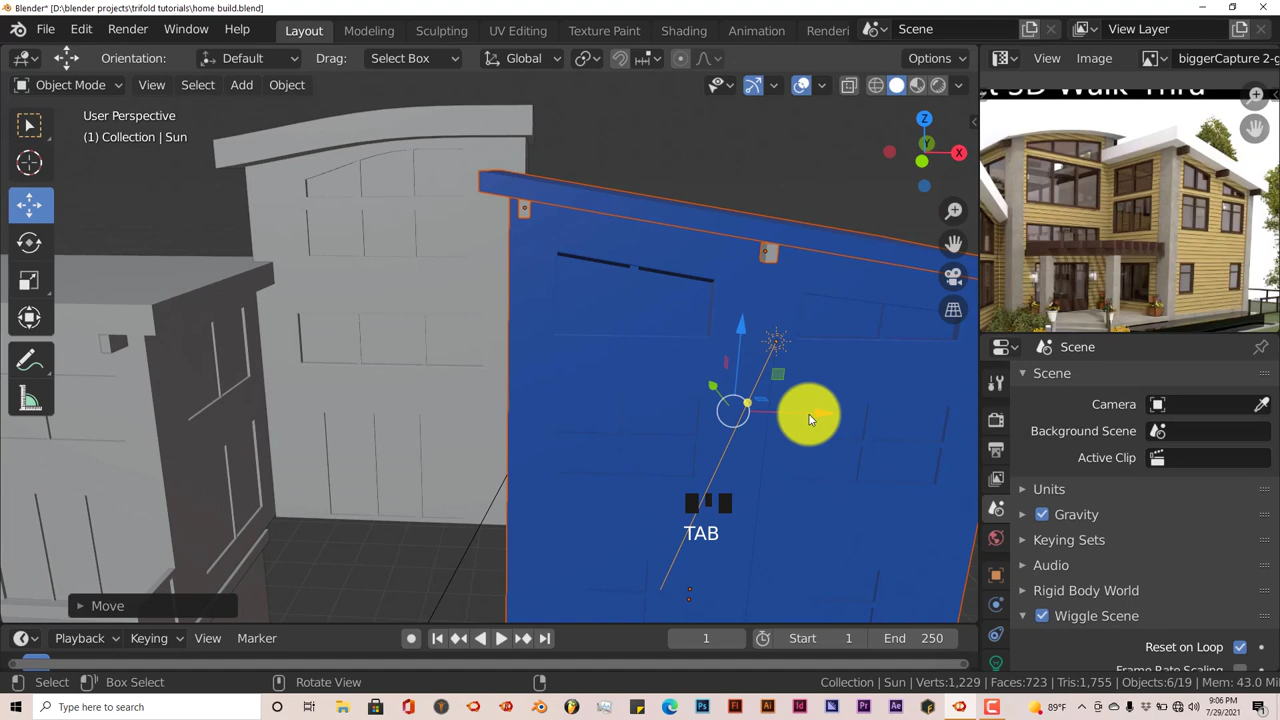 Blender* [D:\blender projects\trifold tutorials\home build.blend]
File Edit Render Window Help Layout Modeling Sculpting UV Editing Texture Paint Shading Animation Renderi Scene View Layer
Orientation: Default Drag: Select Box Global Options View Image biggerCapture 2-g
Object Mode View Select Add Object
User Perspective
(1) Collection | Sun
Z
Y
X
Scene
Scene
Camera
Background Scene
Active Clip
Units
Gravity
Keying Sets
Audio
Rigid Body World
Wiggle Scene
Reset on Loop
Frame Rate Scaling
TAB
Move
Playback Keying View Marker 1 Start 1 End 250
Select Box Select Rotate View Collection | Sun Verts:1,229 Faces:723 Tris:1,755 Objects:6/19 Mem: 43.0 Mi
Type here to search 89°F 9:06 PM
7/29/2021